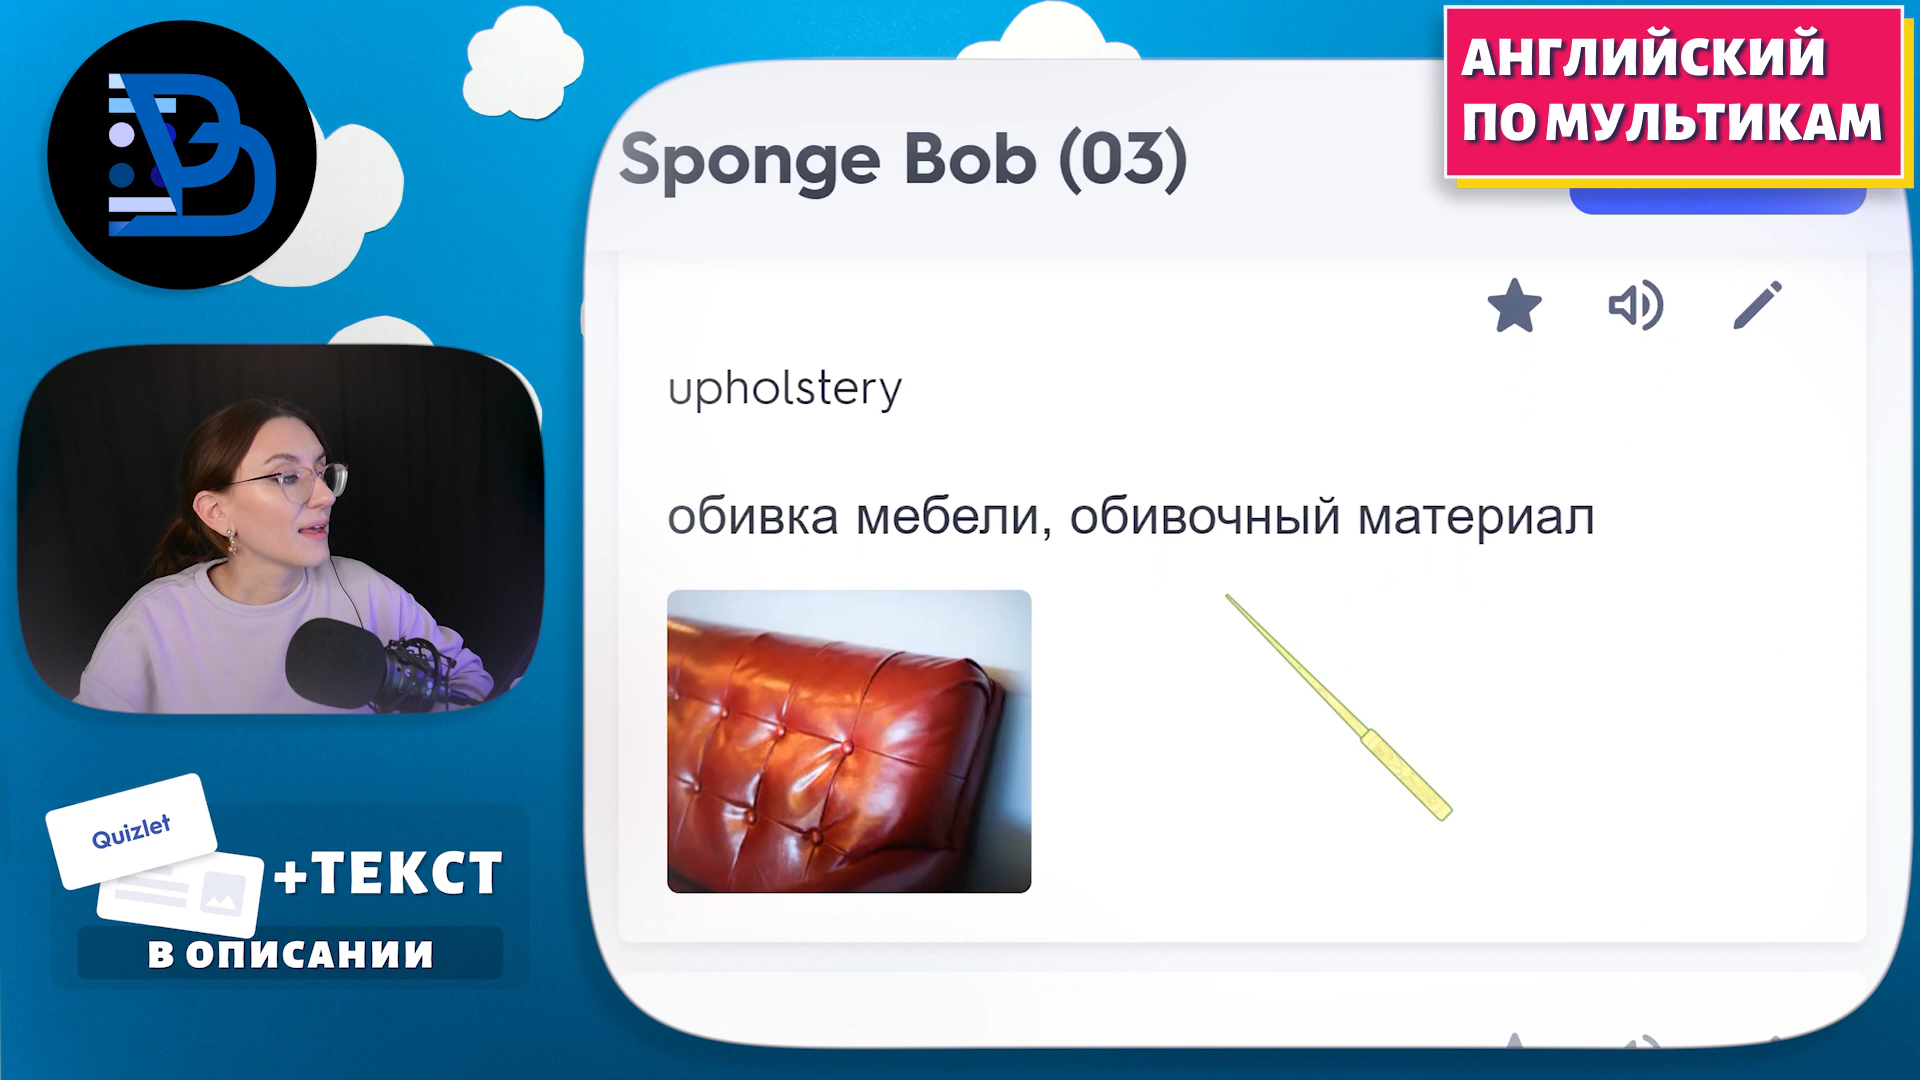 АНГЛИЙСКИЙ
ПО МУЛЬТИКАМ
Sponge Bob (03)
upholstery
обивка мебели, обивочный материал
Quizlet
+ТЕКСТ
В ОПИСАНИИ